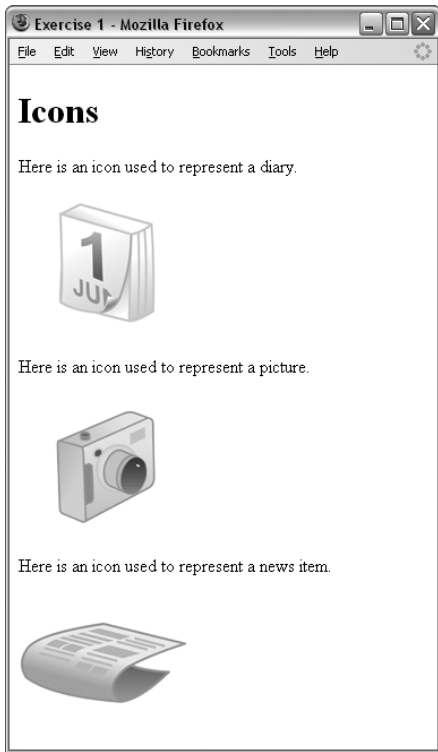 Exercise 1 - Mozilla Firefox
File Edit View History Bookmarks Tools Help
Icons
Here is an icon used to represent a diary.
1
JUN
Here is an icon used to represent a picture.
Here is an icon used to represent a news item.